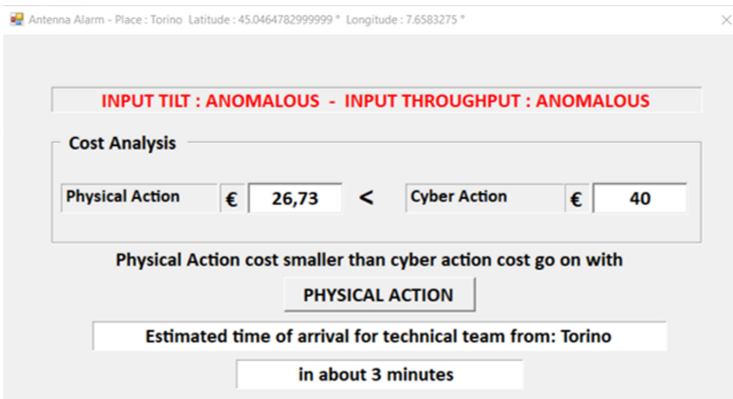 Antenna Alarm - Place : Torino Latitude : 45.0464782999999 ° Longitude : 7.6583275 °
INPUT TILT : ANOMALOUS - INPUT THROUGHPUT : ANOMALOUS
Cost Analysis
Physical Action € 26,73 < Cyber Action € 40
Physical Action cost smaller than cyber action cost go on with
PHYSICAL ACTION
Estimated time of arrival for technical team from: Torino
in about 3 minutes